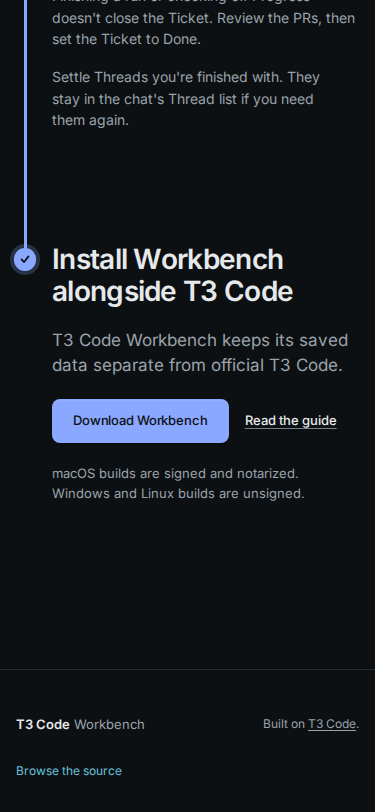 doesn't close the Ticket. Review the PRs, then
set the Ticket to Done.
Settle Threads you're finished with. They
stay in the chat's Thread list if you need
them again.
Install Workbench
alongside T3 Code
T3 Code Workbench keeps its saved
data separate from official T3 Code.
Download Workbench
Read the guide
macOS builds are signed and notarized.
Windows and Linux builds are unsigned.
T3 Code Workbench
Built on T3 Code.
Browse the source